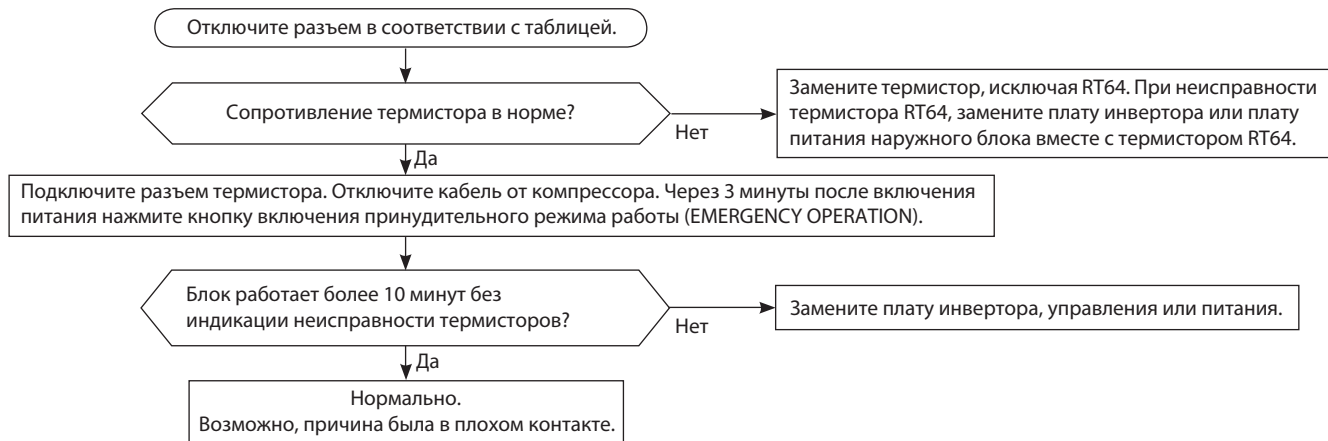 Отключите разъем в соответствии с таблицей.
Сопротивление термистора в норме?
Нет
Замените термистор, исключая RT64. При неисправности
термистора RT64, замените плату инвертора или плату
питания наружного блока вместе с термистором RT64.
Да
Подключите разъем термистора. Отключите кабель от компрессора. Через 3 минуты после включения
питания нажмите кнопку включения принудительного режима работы (EMERGENCY OPERATION).
Блок работает более 10 минут без
индикации неисправности термисторов?
Нет
Замените плату инвертора, управления или питания.
Да
Нормально.
Возможно, причина была в плохом контакте.